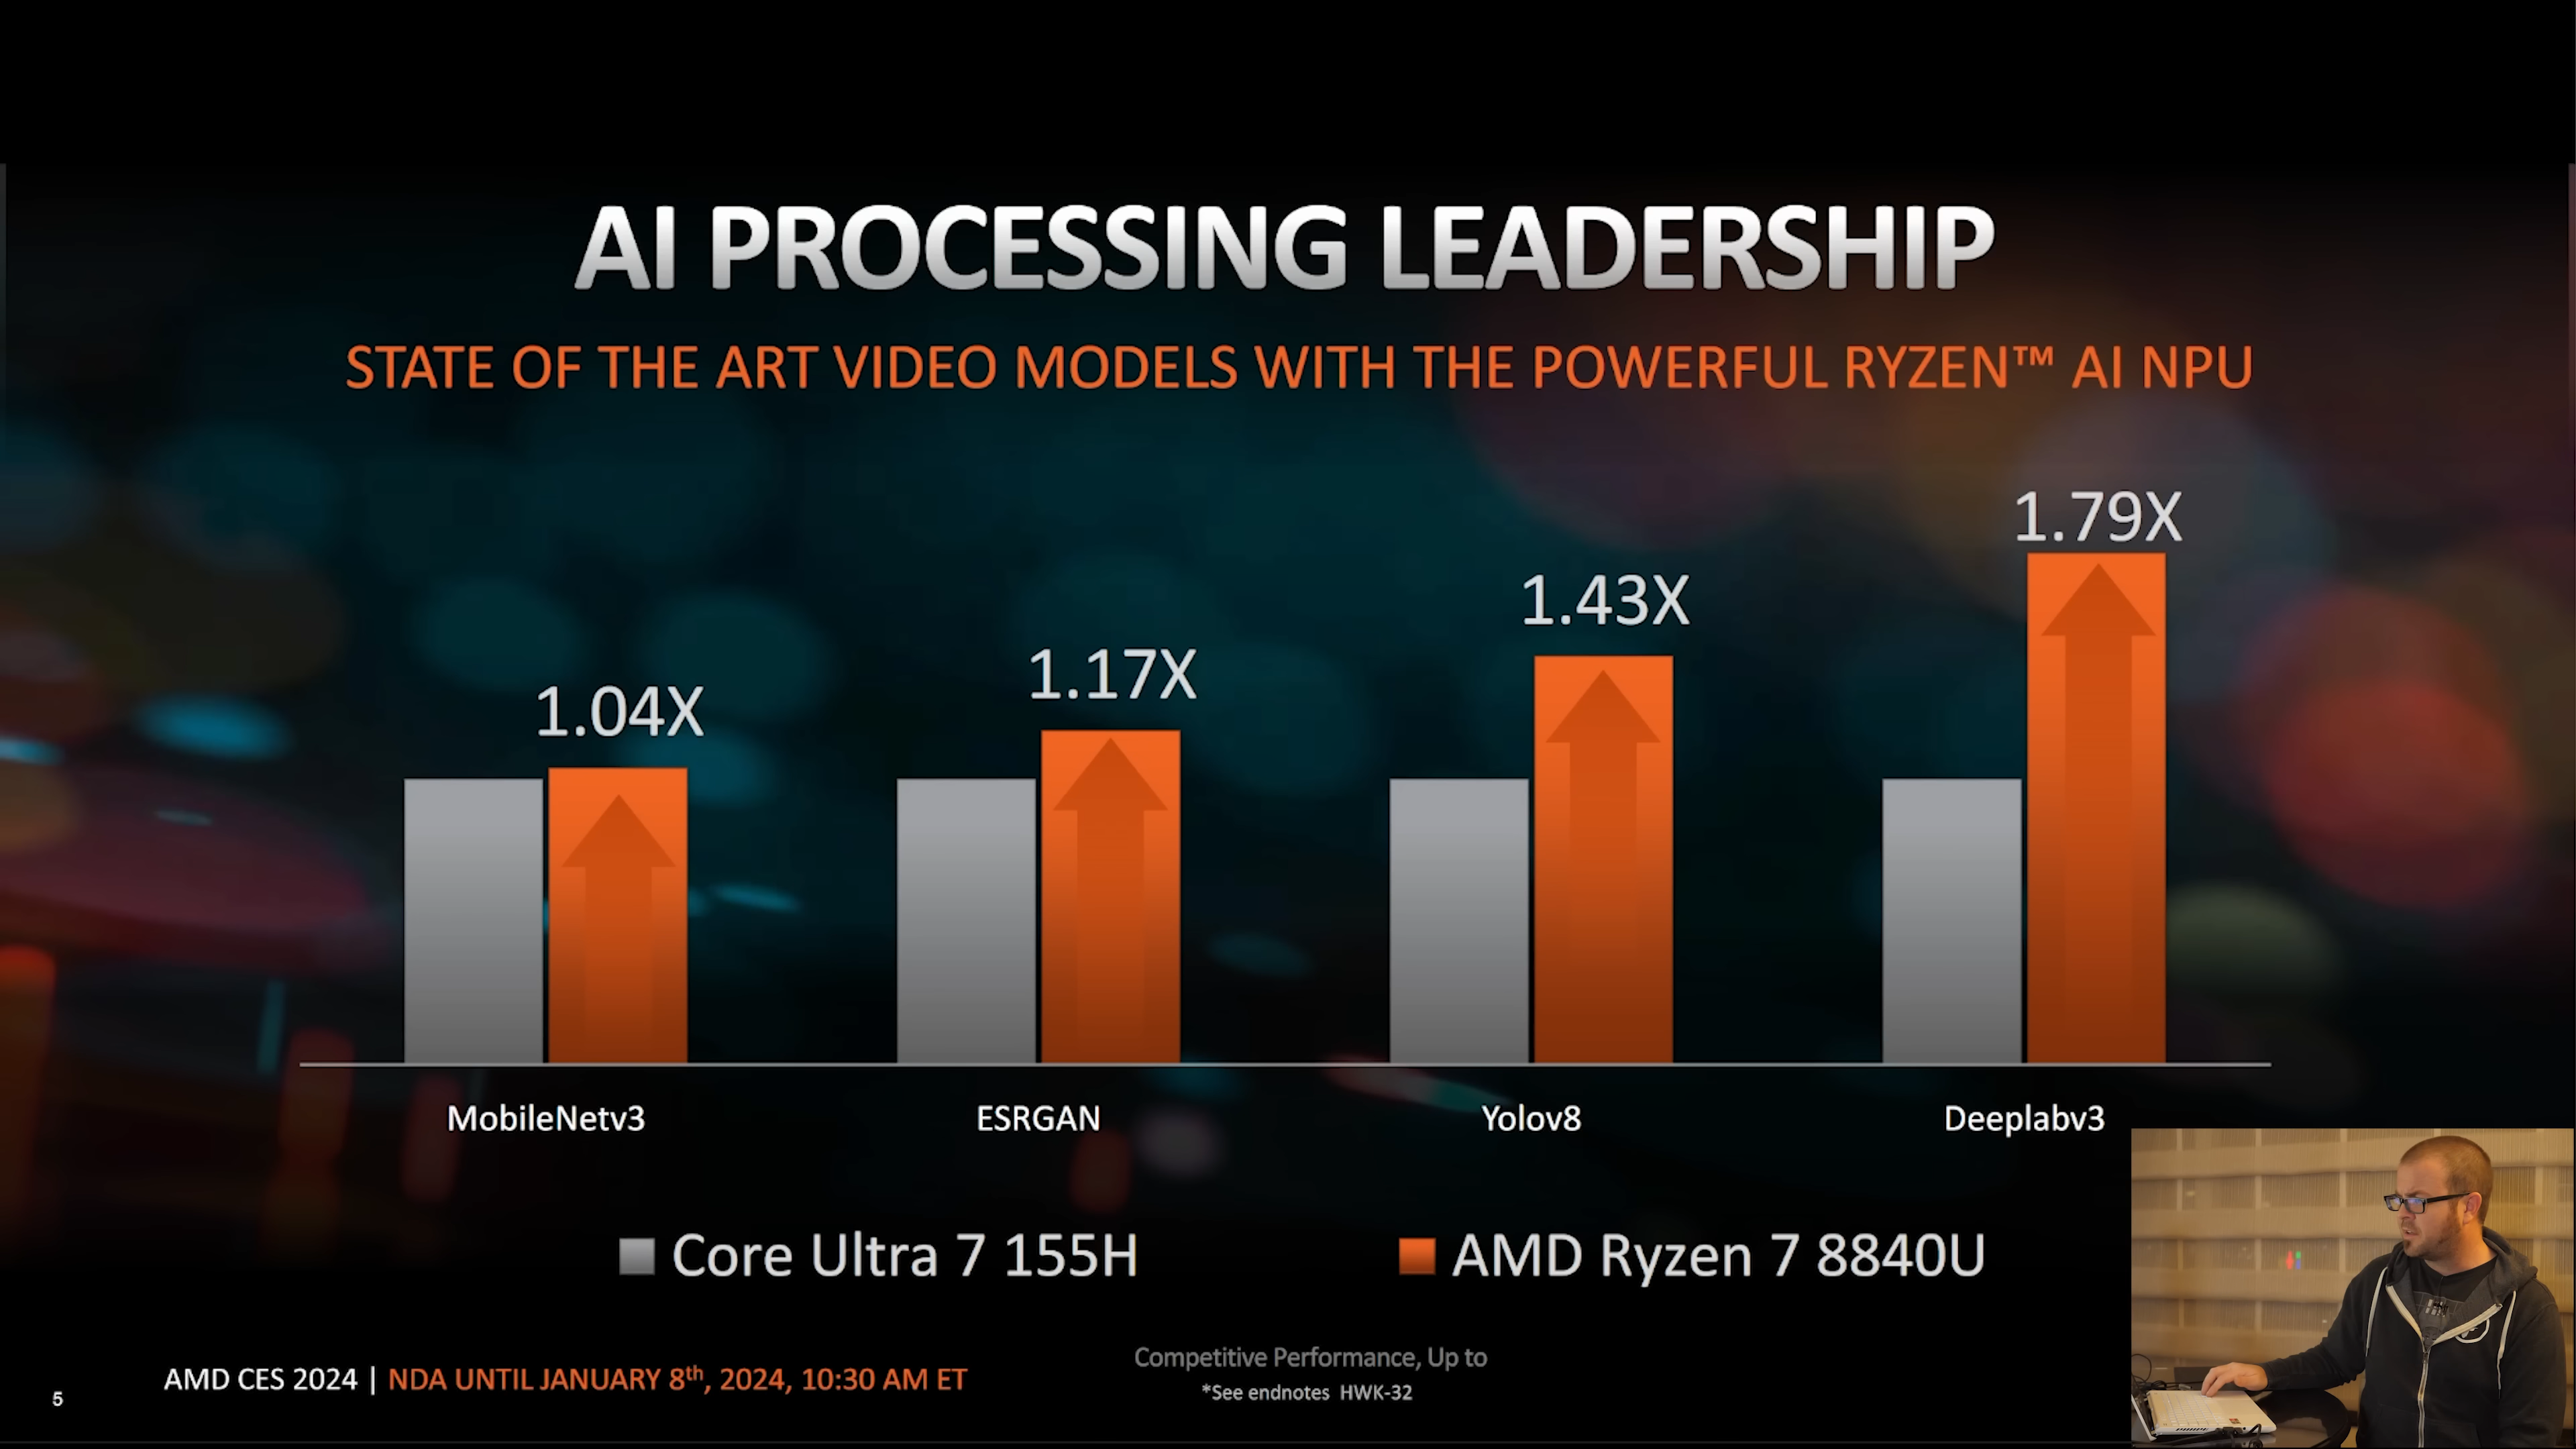 AI PROCESSING LEADERSHIP
STATE OF THE ART VIDEO MODELS WITH THE POWERFUL RYZEN™ AI NPU
1.04X
1.17X
1.43X
1.79X
MobileNetv3
ESRGAN
Yolov8
Deeplabv3
Core Ultra 7 155H
AMD Ryzen 7 8840U
Competitive Performance, Up to
*See endnotes HWK-32
AMD CES 2024 | NDA UNTIL JANUARY 8th, 2024, 10:30 AM ET
5